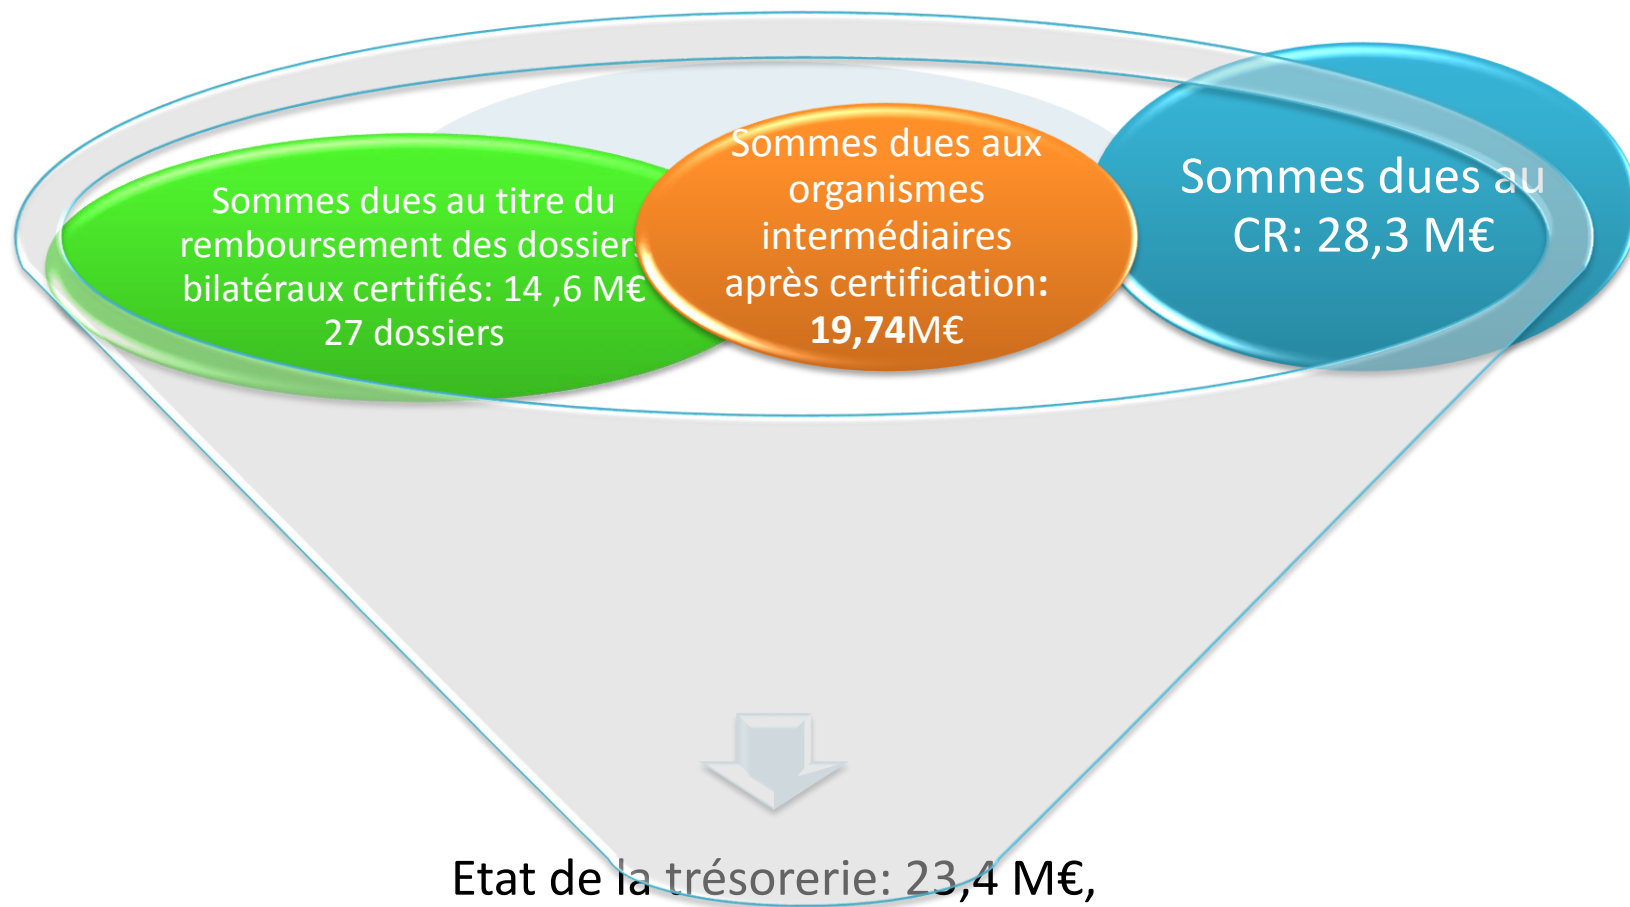 Sommes dues au titre du
remboursement des dossiers
bilatéraux certifiés: 14 ,6 M€
27 dossiers
Sommes dues aux
organismes
intermédiaires
après certification:
19,74M€
Sommes dues au
CR: 28,3 M€
Etat de la trésorerie: 23,4 M€,